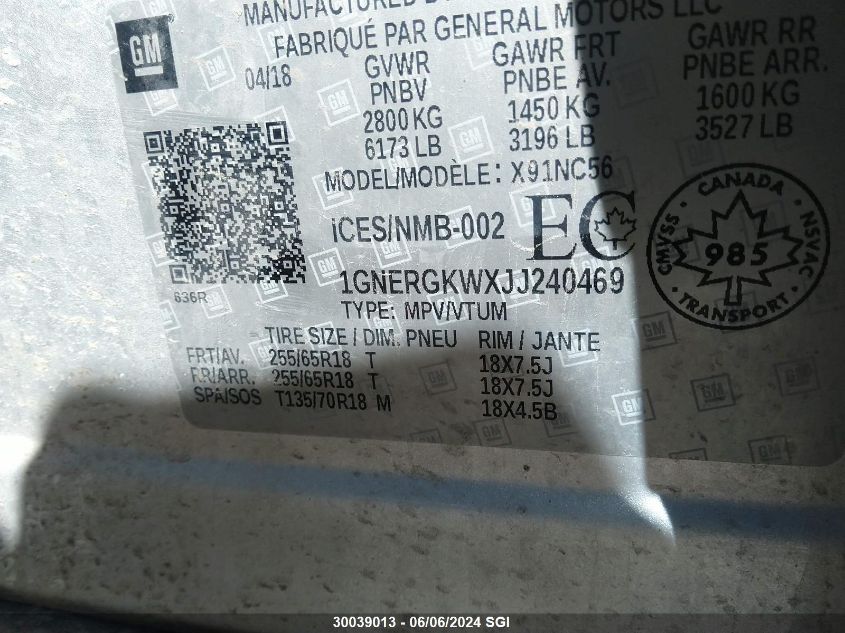 GM
MANUFACTURED
FABRIQUÉ PAR GENERAL MOTORS LLC
04/18
GVWR GAWR FRT GAWR RR
PNBV PNBE AV. PNBE ARR.
2800 KG 1450 KG 1600 KG
6173 LB 3196 LB 3527 LB
MODEL/MODÈLE: X91NC56
iCES/NMB-002 EC
CANADA
CMVSS 985 NSVAC
TRANSPORT
636R
1GNERGKWXJJ240469
TYPE: MPV/VTUM
TIRE SIZE / DIM. PNEU RIM / JANTE
FRT/AV. 255/65R18 T 18X7.5J
R.R/ARR. 255/65R18 T 18X7.5J
SPA/SOS T135/70R18 M 18X4.5B
30039013 - 06/06/2024 SGI